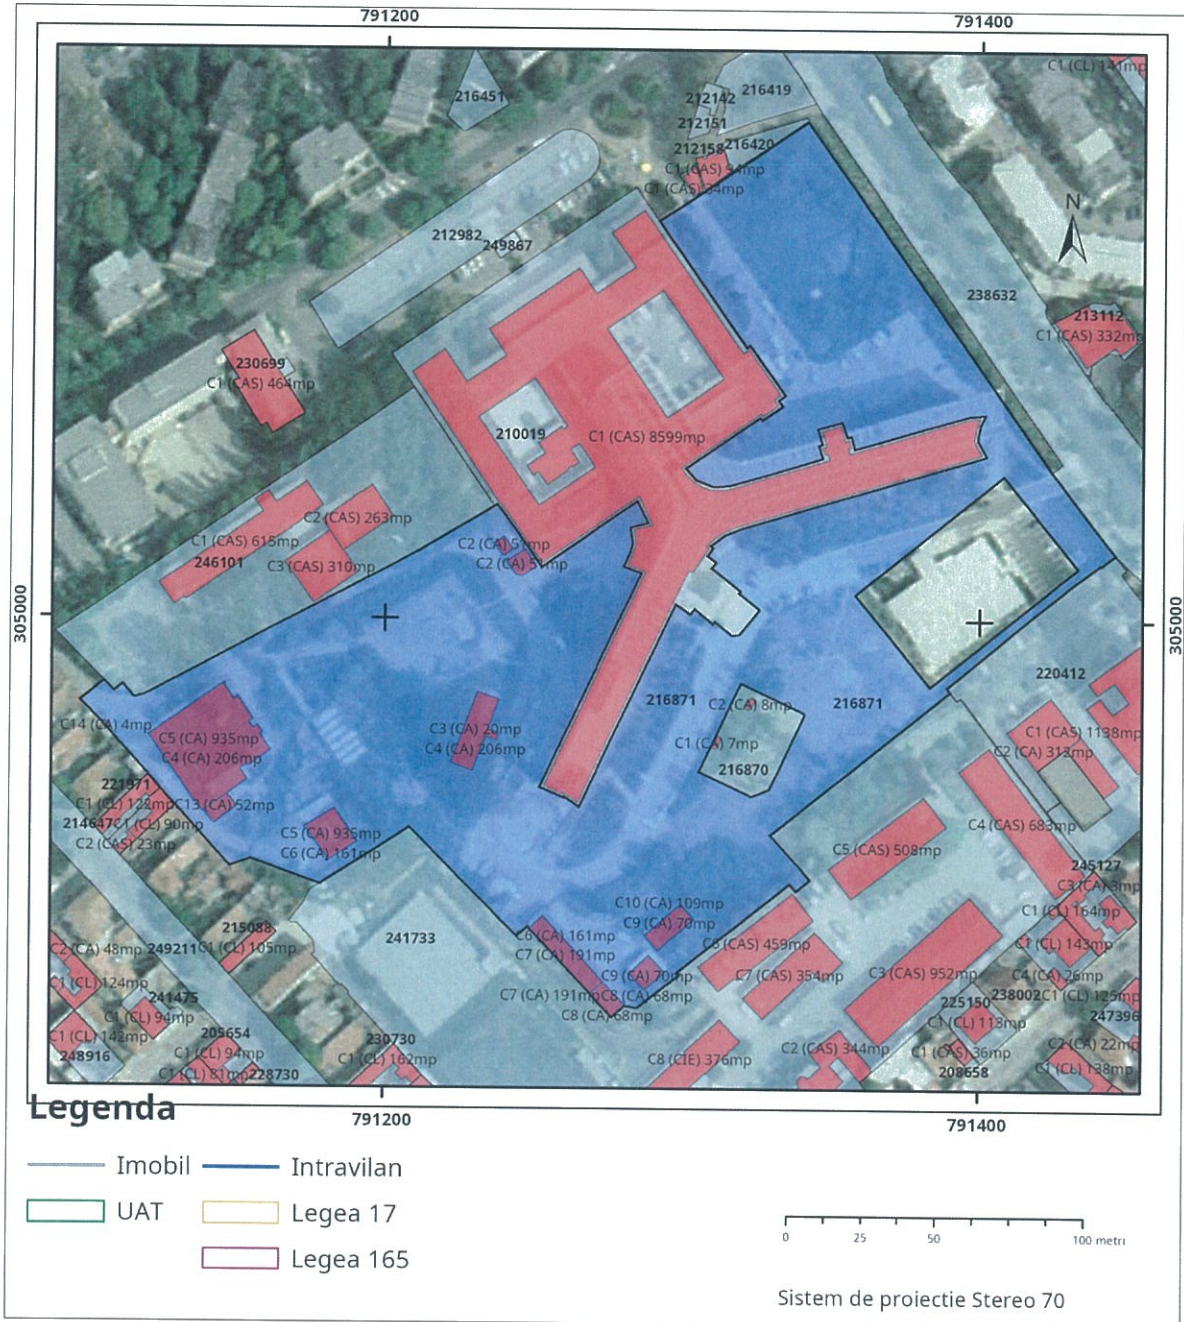 791200
791400
C1 (CL) 141mp
216451
212142
216419
212151
212158
216420
C1 (CAS) 94mp
C1 (CAS) 34mp
N
212982
249867
238632
213112
C1 (CAS) 332mp
230699
C1 (CAS) 464mp
210019
C1 (CAS) 8599mp
C2 (CAS) 263mp
C1 (CAS) 615mp
246101
C3 (CAS) 310mp
C2 (CA) 51mp
C2 (CA) 51mp
305000
305000
220412
216871
C2 (CA) 8mp
216871
C14 (CA) 4mp
C5 (CA) 935mp
C4 (CA) 206mp
C3 (CA) 20mp
C4 (CA) 206mp
C1 (CA) 7mp
216870
C1 (CAS) 1138mp
C2 (CA) 312mp
221971
C1 (CL) 122mp
C13 (CA) 52mp
214647
C1 (CL) 90mp
C2 (CAS) 23mp
C5 (CA) 935mp
C6 (CA) 161mp
C4 (CAS) 683mp
C5 (CAS) 508mp
245127
C3 (CA) 3mp
C10 (CA) 109mp
C9 (CA) 70mp
C1 (CL) 164mp
215088
C2 (CA) 48mp
249211
C1 (CL) 105mp
241733
C6 (CA) 161mp
C7 (CA) 191mp
C6 (CAS) 459mp
C1 (CL) 143mp
C1 (CL) 124mp
C9 (CA) 70mp
C7 (CAS) 354mp
C3 (CAS) 952mp
C4 (CA) 26mp
241475
C7 (CA) 191mp
C8 (CA) 68mp
225150
238002
C1 (CL) 125mp
C1 (CL) 94mp
C8 (CA) 68mp
C1 (CL) 113mp
247396
C1 (CL) 142mp
205654
230730
248916
C1 (CL) 94mp
C1 (CL) 162mp
C8 (CIE) 376mp
C2 (CAS) 344mp
C1 (CAS) 36mp
C2 (CA) 22mp
C1 (CL) 81mp
228730
208658
C1 (CL) 138mp
Legenda
791200
791400
Imobil
Intravilan
UAT
Legea 17
Legea 165
0 25 50 100 metri
Sistem de proiectie Stereo 70